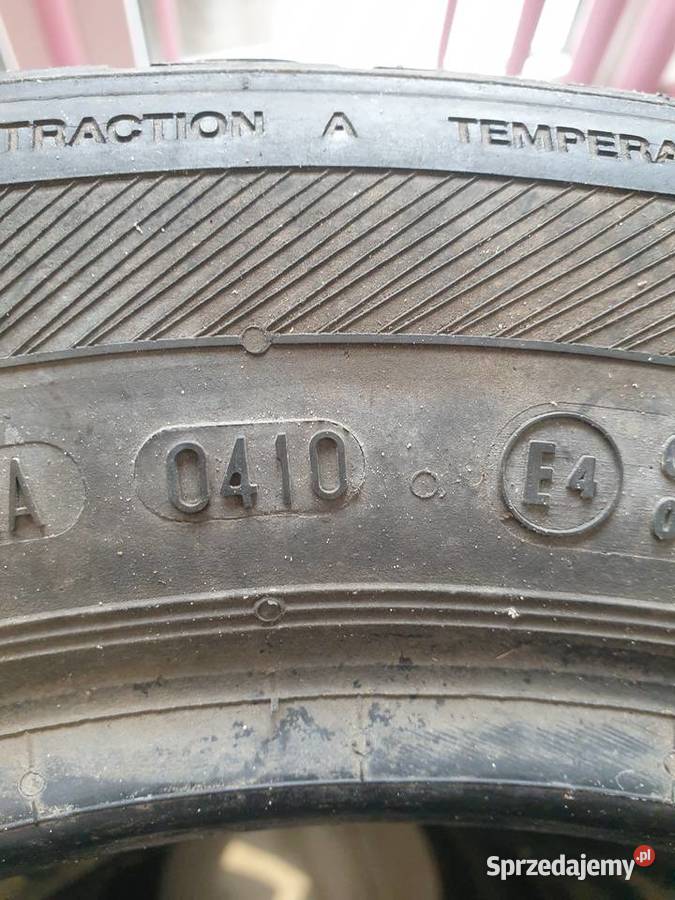 TRACTION A TEMPERA
A 0410 E4
Sprzedajemy.pl